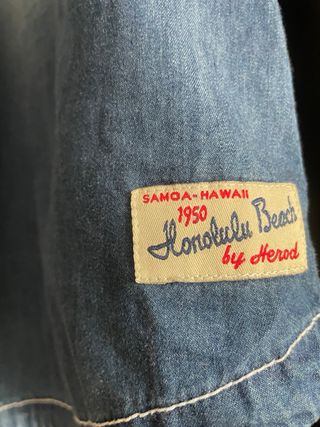 SAMOA-HAWAII
1950
Honolulu Beach
by Herod